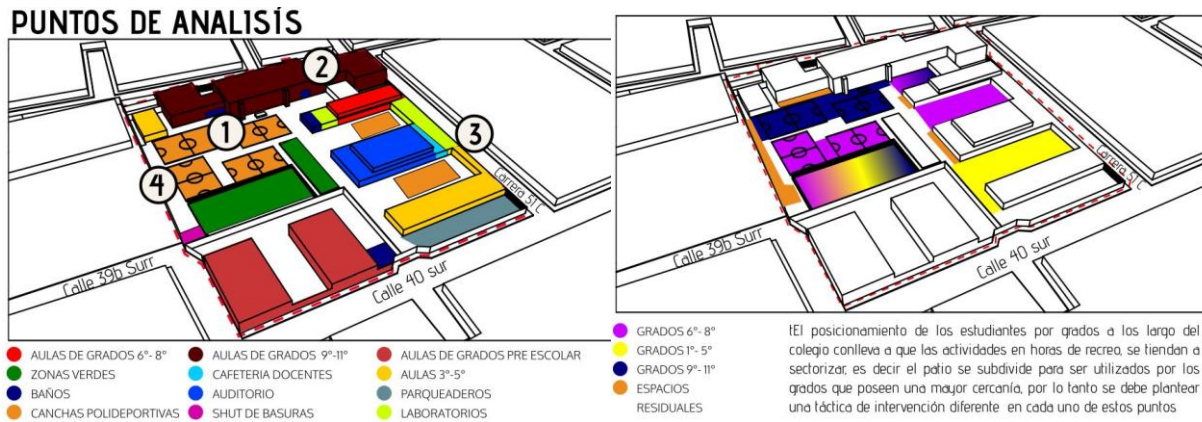 PUNTOS DE ANALISÍS
2
1
3
4
Carrera 51 C
Calle 39b Surr
Calle 40 sur
AULAS DE GRADOS 6°- 8°
AULAS DE GRADOS 9°-11°
AULAS DE GRADOS PRE ESCOLAR
ZONAS VERDES
CAFETERIA DOCENTES
AULAS 3°-5°
BAÑOS
AUDITORIO
PARQUEADEROS
CANCHAS POLIDEPORTIVAS
SHUT DE BASURAS
LABORATORIOS
Carrera 51 C
Calle 39b Surr
Calle 40 sur
GRADOS 6°- 8°
GRADOS 1°- 5°
GRADOS 9°- 11°
ESPACIOS
RESIDUALES
tEl posicionamiento de los estudiantes por grados a los largo del
colegio conlleva a que las actividades en horas de recreo, se tiendan a
sectorizar, es decir el patio se subdivide para ser utilizados por los
grados que poseen una mayor cercanía, por lo tanto se debe plantear
una táctica de intervención diferente en cada uno de estos puntos